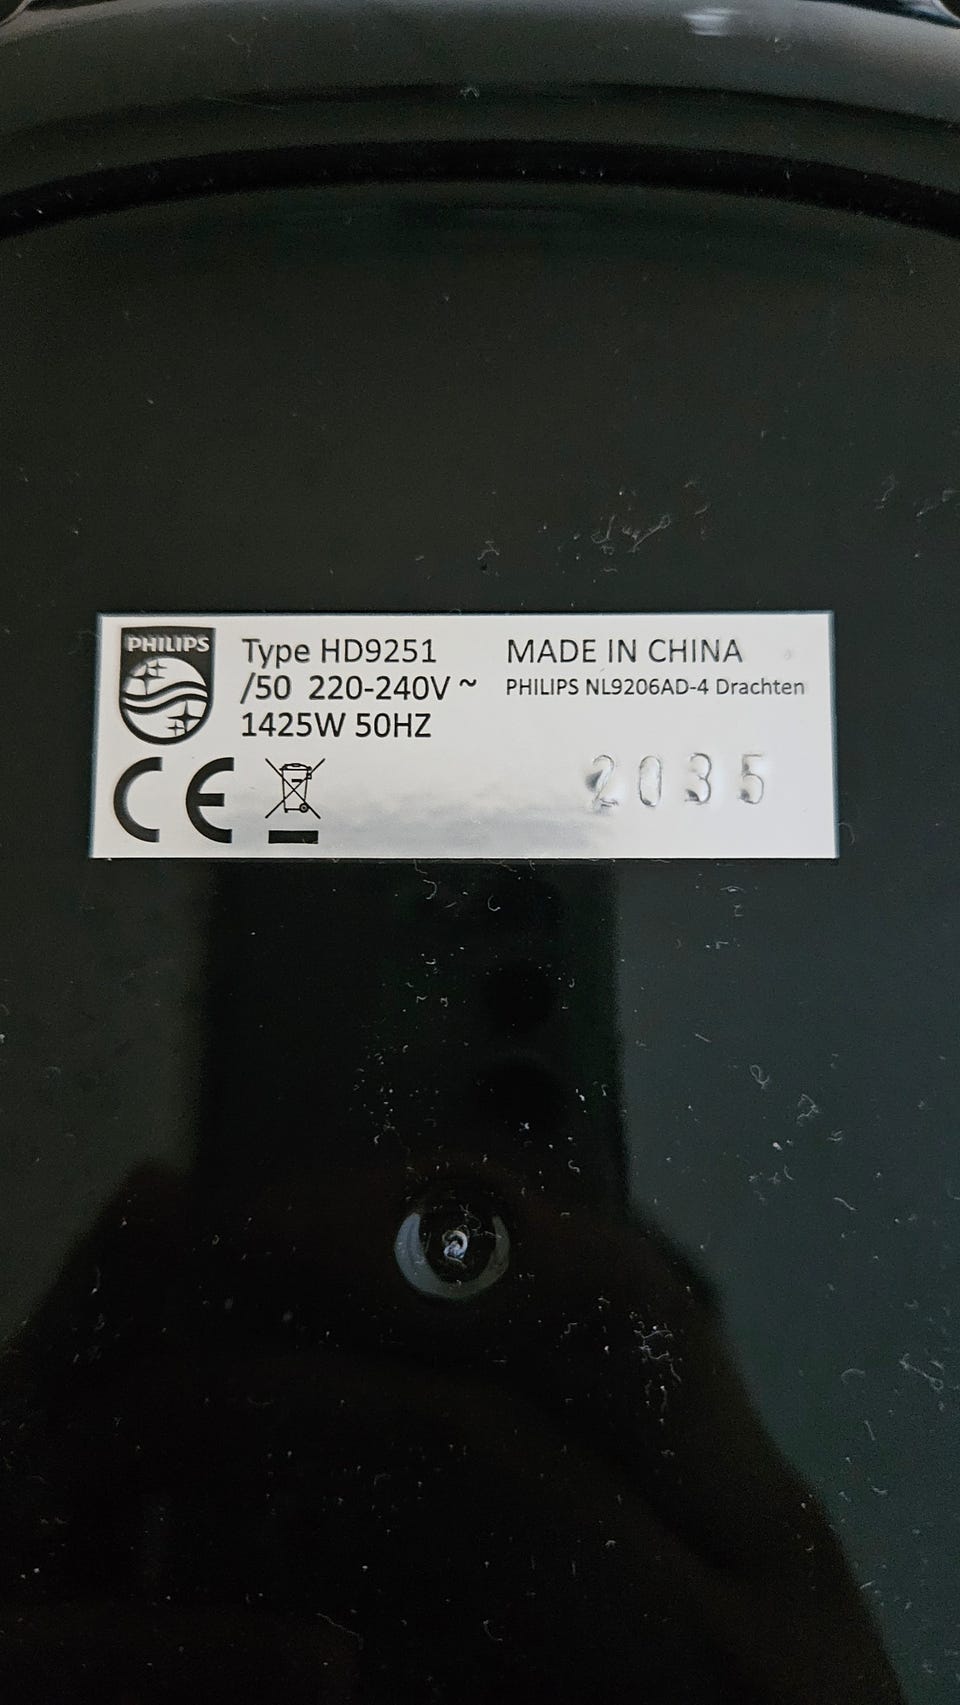 PHILIPS
Type HD9251
/50 220-240V ~
1425W 50HZ
MADE IN CHINA
PHILIPS NL9206AD-4 Drachten
CE
2035